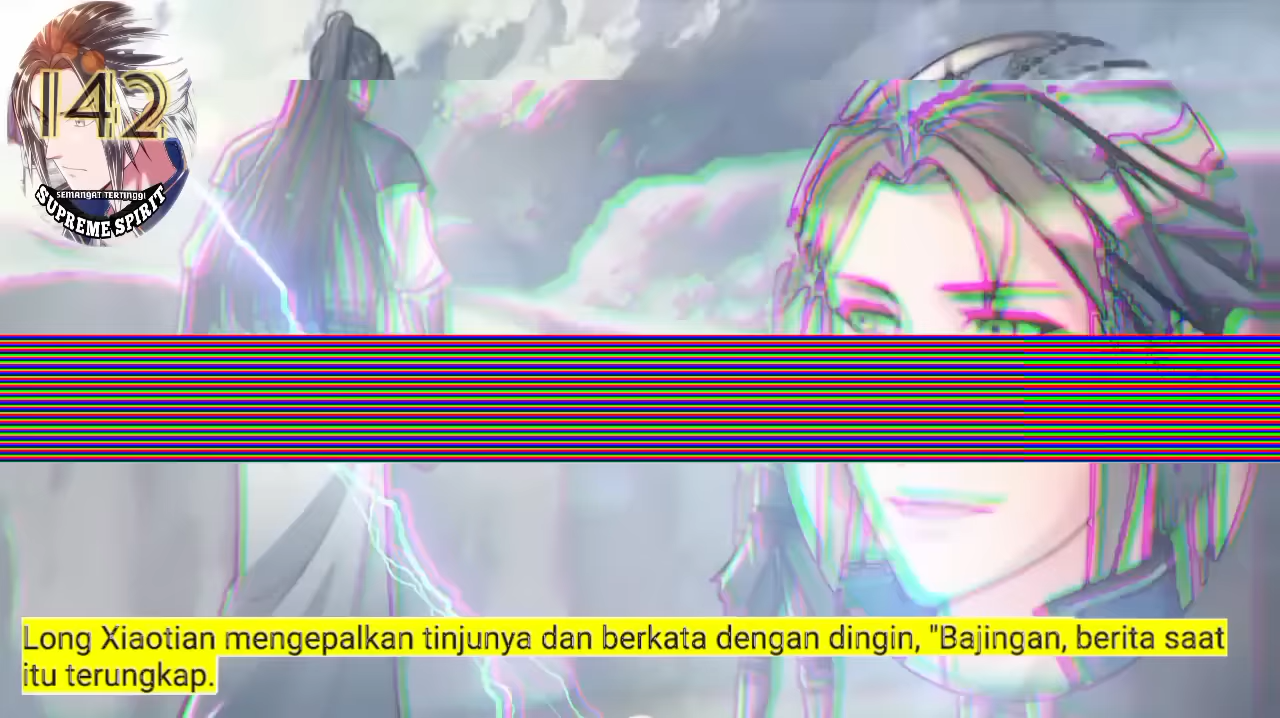 142
SEMANGAT TERTINGGI
SUPREME SPIRIT
Long Xiaotian mengepalkan tinjunya dan berkata dengan dingin, "Bajingan, berita saat
itu terungkap.